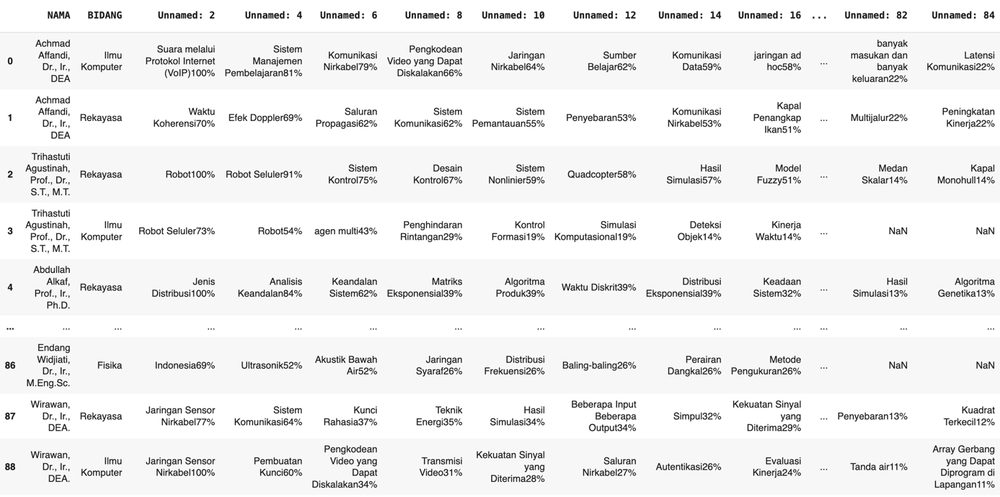 NAMA BIDANG Unnamed: 2 Unnamed: 4 Unnamed: 6 Unnamed: 8 Unnamed: 10 Unnamed: 12 Unnamed: 14 Unnamed: 16 ... Unnamed: 82 Unnamed: 84
0 Achmad Affandi, Dr., Ir., DEA Ilmu Komputer Suara melalui Protokol Internet (VoIP)100% Sistem Manajemen Pembelajaran81% Komunikasi Nirkabel79% Pengkodean Video yang Dapat Diskalakan66% Jaringan Nirkabel64% Sumber Belajar62% Komunikasi Data59% jaringan ad hoc58% ... banyak masukan dan banyak keluaran22% Latensi Komunikasi22%
1 Achmad Affandi, Dr., Ir., DEA Rekayasa Waktu Koherensi70% Efek Doppler69% Saluran Propagasi62% Sistem Komunikasi62% Sistem Pemantauan55% Penyebaran53% Komunikasi Nirkabel53% Kapal Penangkap Ikan51% ... Multijalur22% Peningkatan Kinerja22%
2 Trihastuti Agustinah, Prof., Dr., S.T., M.T. Rekayasa Robot100% Robot Seluler91% Sistem Kontrol75% Desain Kontrol67% Sistem Nonlinier59% Quadcopter58% Hasil Simulasi57% Model Fuzzy51% ... Medan Skalar14% Kapal Monohull14%
3 Trihastuti Agustinah, Prof., Dr., S.T., M.T. Ilmu Komputer Robot Seluler73% Robot54% agen multi43% Penghindaran Rintangan29% Kontrol Formasi19% Simulasi Komputasional19% Deteksi Objek14% Kinerja Waktu14% ... NaN NaN
4 Abdullah Alkaf, Prof., Ir., Ph.D. Rekayasa Jenis Distribusi100% Analisis Keandalan84% Keandalan Sistem62% Matriks Eksponensial39% Algoritma Produk39% Waktu Diskrit39% Distribusi Eksponensial39% Keadaan Sistem32% ... Hasil Simulasi13% Algoritma Genetika13%
... ... ... ... ... ... ... ... ... ... ... ... ... ...
86 Endang Widjiati, Dr., Ir., M.Eng.Sc. Fisika Indonesia69% Ultrasonik52% Akustik Bawah Air52% Jaringan Syaraf26% Distribusi Frekuensi26% Baling-baling26% Perairan Dangkal26% Metode Pengukuran26% ... NaN NaN
87 Wirawan, Dr., Ir., DEA. Rekayasa Jaringan Sensor Nirkabel77% Sistem Komunikasi64% Kunci Rahasia37% Teknik Energi35% Hasil Simulasi34% Beberapa Input Beberapa Output34% Simpul32% Kekuatan Sinyal yang Diterima29% ... Penyebaran13% Kuadrat Terkecil12%
88 Wirawan, Dr., Ir., DEA. Ilmu Komputer Jaringan Sensor Nirkabel100% Pembuatan Kunci60% Pengkodean Video yang Dapat Diskalakan34% Transmisi Video31% Kekuatan Sinyal yang Diterima28% Saluran Nirkabel27% Autentikasi26% Evaluasi Kinerja24% ... Tanda air11% Array Gerbang yang Dapat Diprogram di Lapangan11%